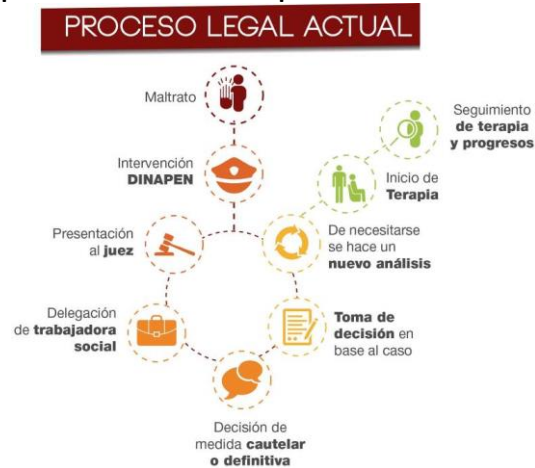 PROCESO LEGAL ACTUAL
Maltrato
Intervención
DINAPEN
Presentación
al juez
Delegación
de trabajadora
social
Decisión de
medida cautelar
o definitiva
Toma de
decisión en
base al caso
De necesitarse
se hace un
nuevo análisis
Inicio de
Terapia
Seguimiento
de terapia
y progresos